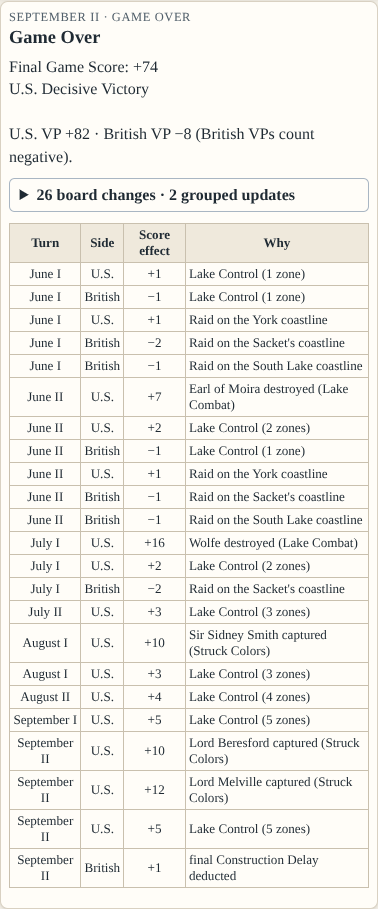 SEPTEMBER II · GAME OVER
Game Over
Final Game Score: +74
U.S. Decisive Victory
U.S. VP +82 · British VP −8 (British VPs count
negative).
▶ 26 board changes · 2 grouped updates
Turn Side Score effect Why
June I U.S. +1 Lake Control (1 zone)
June I British −1 Lake Control (1 zone)
June I U.S. +1 Raid on the York coastline
June I British −2 Raid on the Sacket's coastline
June I British −1 Raid on the South Lake coastline
June II U.S. +7 Earl of Moira destroyed (Lake Combat)
June II U.S. +2 Lake Control (2 zones)
June II British −1 Lake Control (1 zone)
June II U.S. +1 Raid on the York coastline
June II British −1 Raid on the Sacket's coastline
June II British −1 Raid on the South Lake coastline
July I U.S. +16 Wolfe destroyed (Lake Combat)
July I U.S. +2 Lake Control (2 zones)
July I British −2 Raid on the Sacket's coastline
July II U.S. +3 Lake Control (3 zones)
August I U.S. +10 Sir Sidney Smith captured (Struck Colors)
August I U.S. +3 Lake Control (3 zones)
August II U.S. +4 Lake Control (4 zones)
September I U.S. +5 Lake Control (5 zones)
September II U.S. +10 Lord Beresford captured (Struck Colors)
September II U.S. +12 Lord Melville captured (Struck Colors)
September II U.S. +5 Lake Control (5 zones)
September II British +1 final Construction Delay deducted